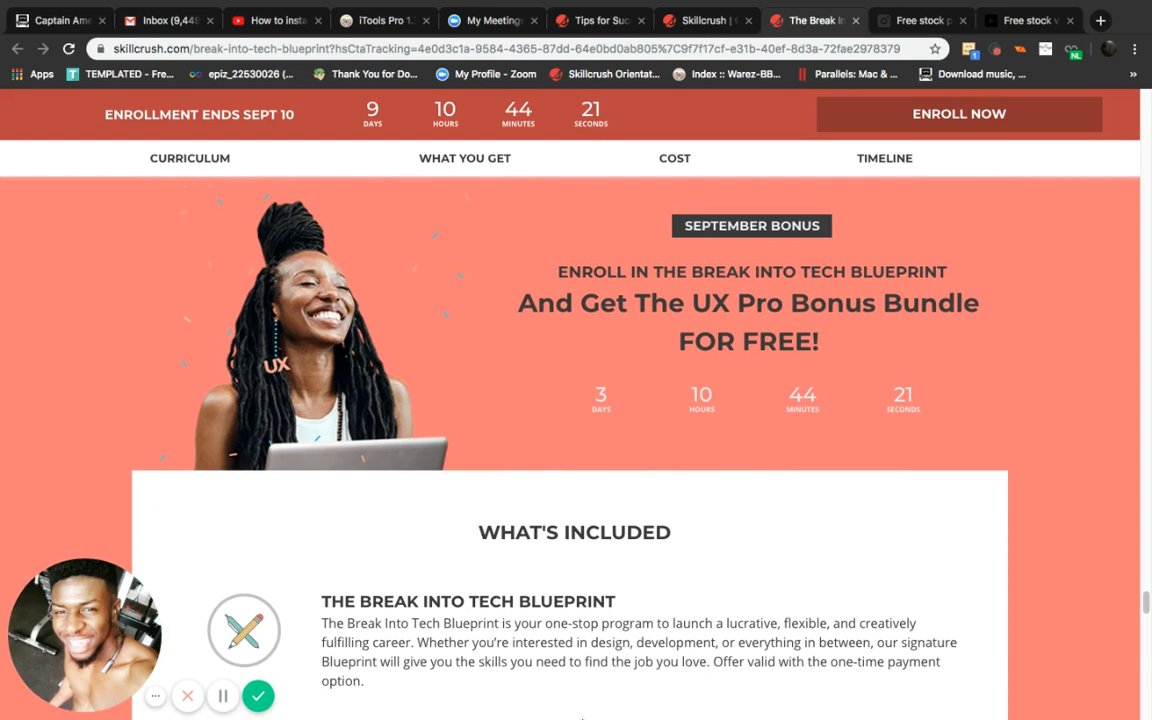 Captain Ame
Inbox (9,449
How to insta
iTools Pro 1.
My Meetings
Tips for Suc
Skillcrush | C
The Break In
Free stock p
Free stock v
skillcrush.com/break-into-tech-blueprint?hsCtaTracking=4e0d3c1a-9584-4365-87dd-64e0bd0ab805%7C9f7f17cf-e31b-40ef-8d3a-72fae2978379
1
NL
Apps
TEMPLATED - Fre...
epiz_22530026 (...
Thank You for Do...
My Profile - Zoom
Skillcrush Orientat...
Index :: Warez-BB...
Parallels: Mac & ...
Download music, ...
»
ENROLLMENT ENDS SEPT 10
9 10 44 21
DAYS HOURS MINUTES SECONDS
ENROLL NOW
CURRICULUM WHAT YOU GET COST TIMELINE
SEPTEMBER BONUS
ENROLL IN THE BREAK INTO TECH BLUEPRINT
And Get The UX Pro Bonus Bundle
FOR FREE!
3 10 44 21
DAYS HOURS MINUTES SECONDS
UX
WHAT'S INCLUDED
THE BREAK INTO TECH BLUEPRINT
The Break Into Tech Blueprint is your one-stop program to launch a lucrative, flexible, and creatively
fulfilling career. Whether you're interested in design, development, or everything in between, our signature
Blueprint will give you the skills you need to find the job you love. Offer valid with the one-time payment
option.